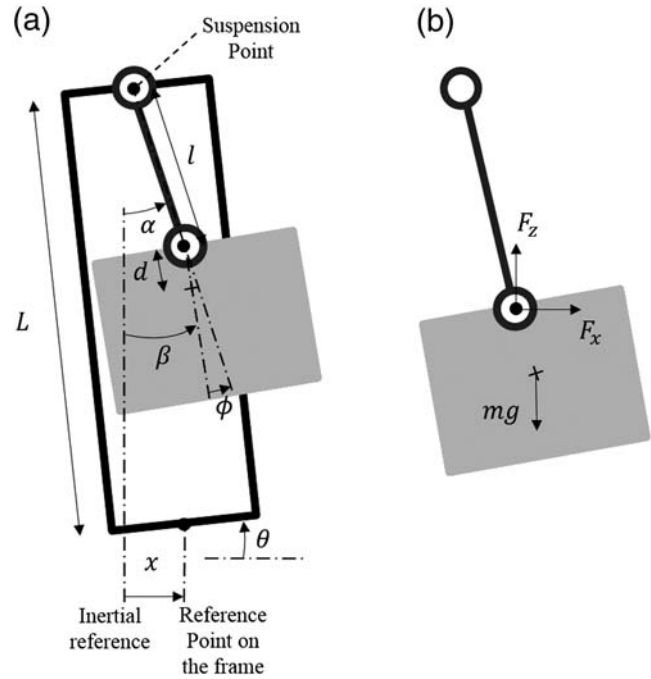 (a)
Suspension
Point
(b)
l
α
d
L
β
ϕ
F_z
F_x
mg
θ
x
Inertial
reference
Reference
Point on
the frame